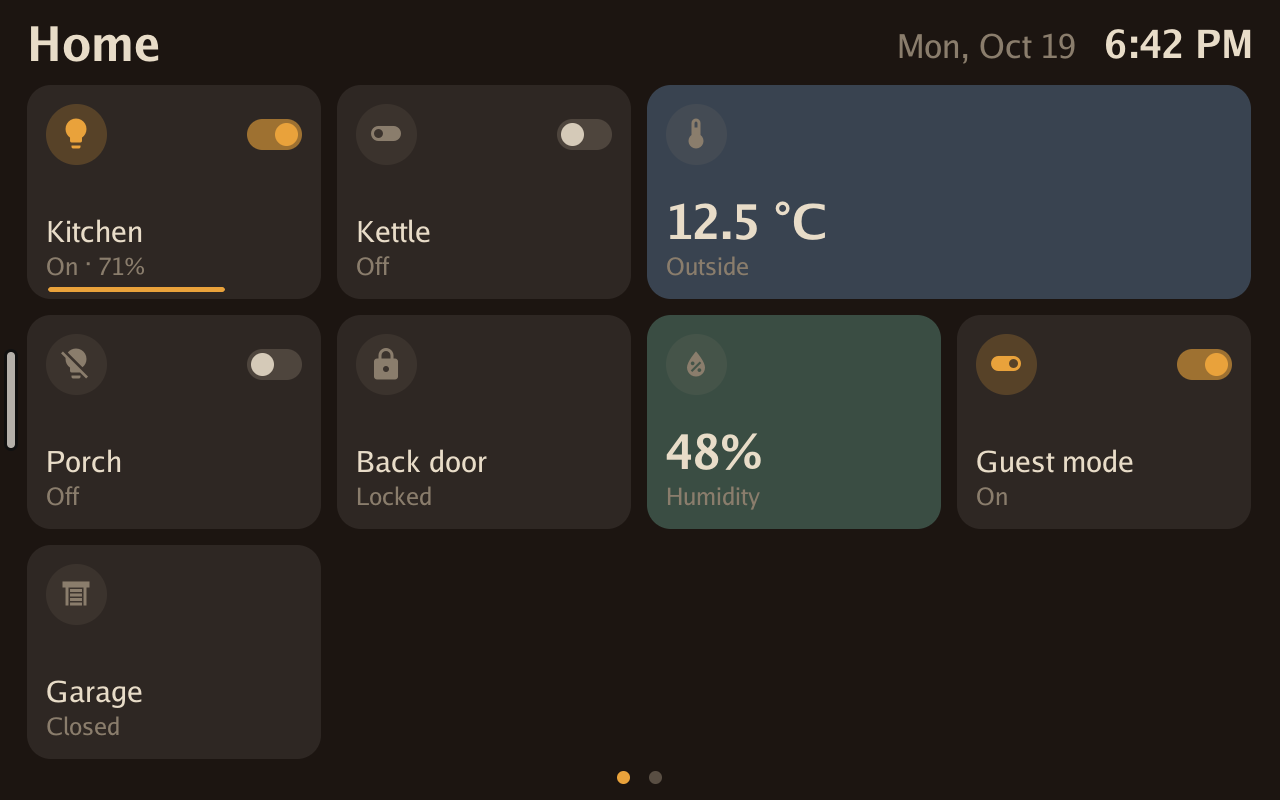 Home
Mon, Oct 19 6:42 PM
Kitchen
On · 71%
Kettle
Off
12.5 °C
Outside
Porch
Off
Back door
Locked
48%
Humidity
Guest mode
On
Garage
Closed